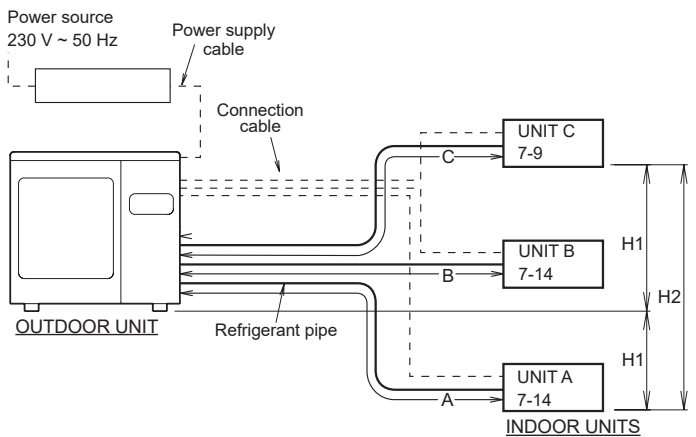 Power source
230 V ~ 50 Hz
Power supply
cable
Connection
cable
UNIT C
7-9
C
H1
UNIT B
7-14
B
H2
OUTDOOR UNIT
Refrigerant pipe
H1
UNIT A
7-14
A
INDOOR UNITS